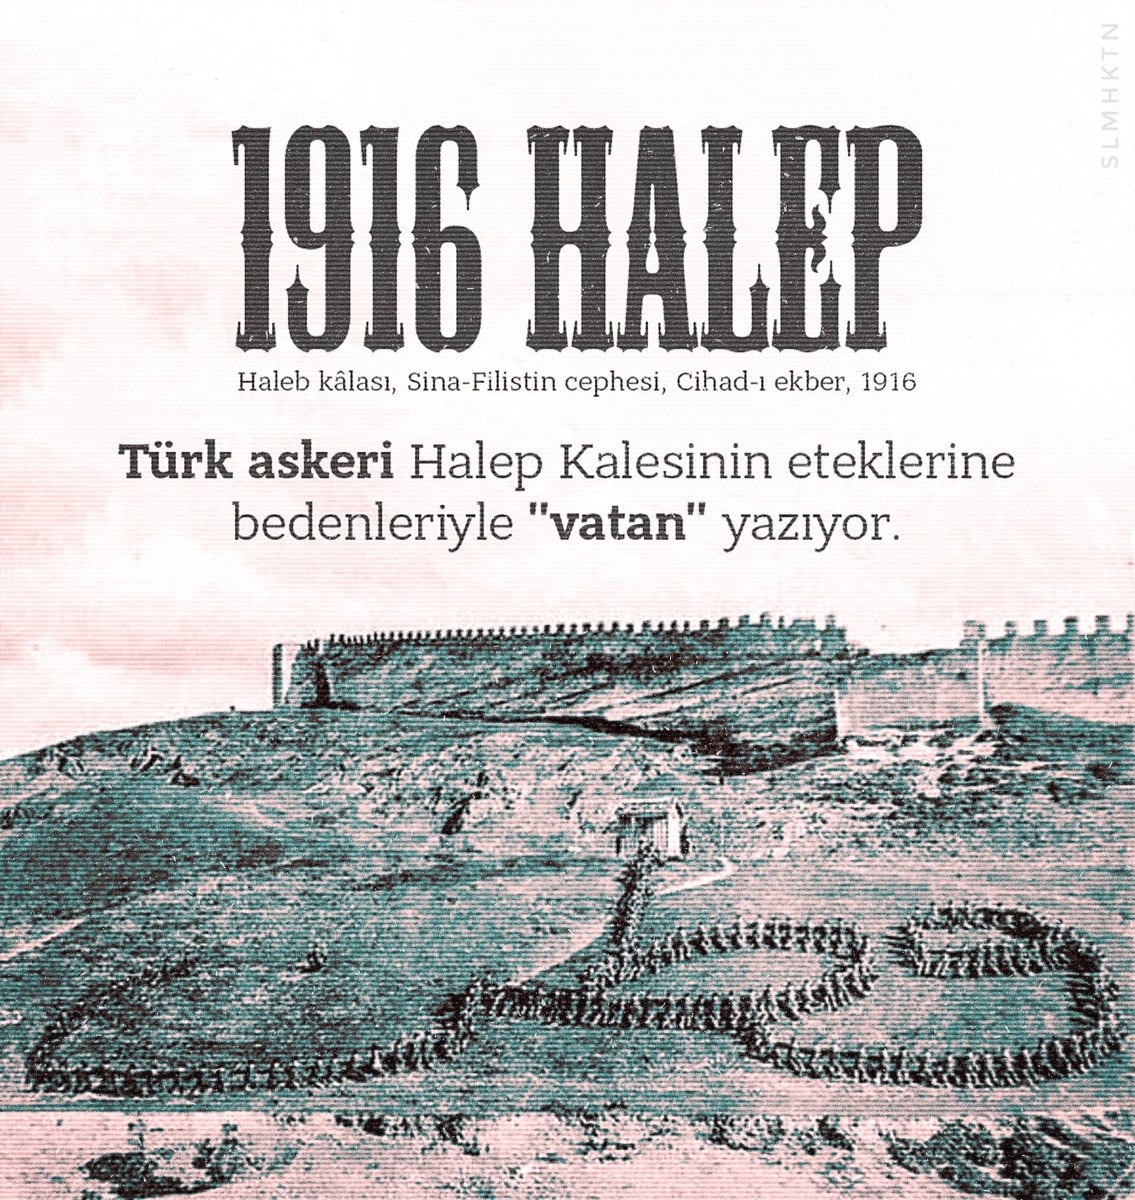 SLMHKTN
1916 HALEP
Haleb kâlası, Sina-Filistin cephesi, Cihad-ı ekber, 1916
Türk askeri Halep Kalesinin eteklerine
bedenleriyle "vatan" yazıyor.
وطن